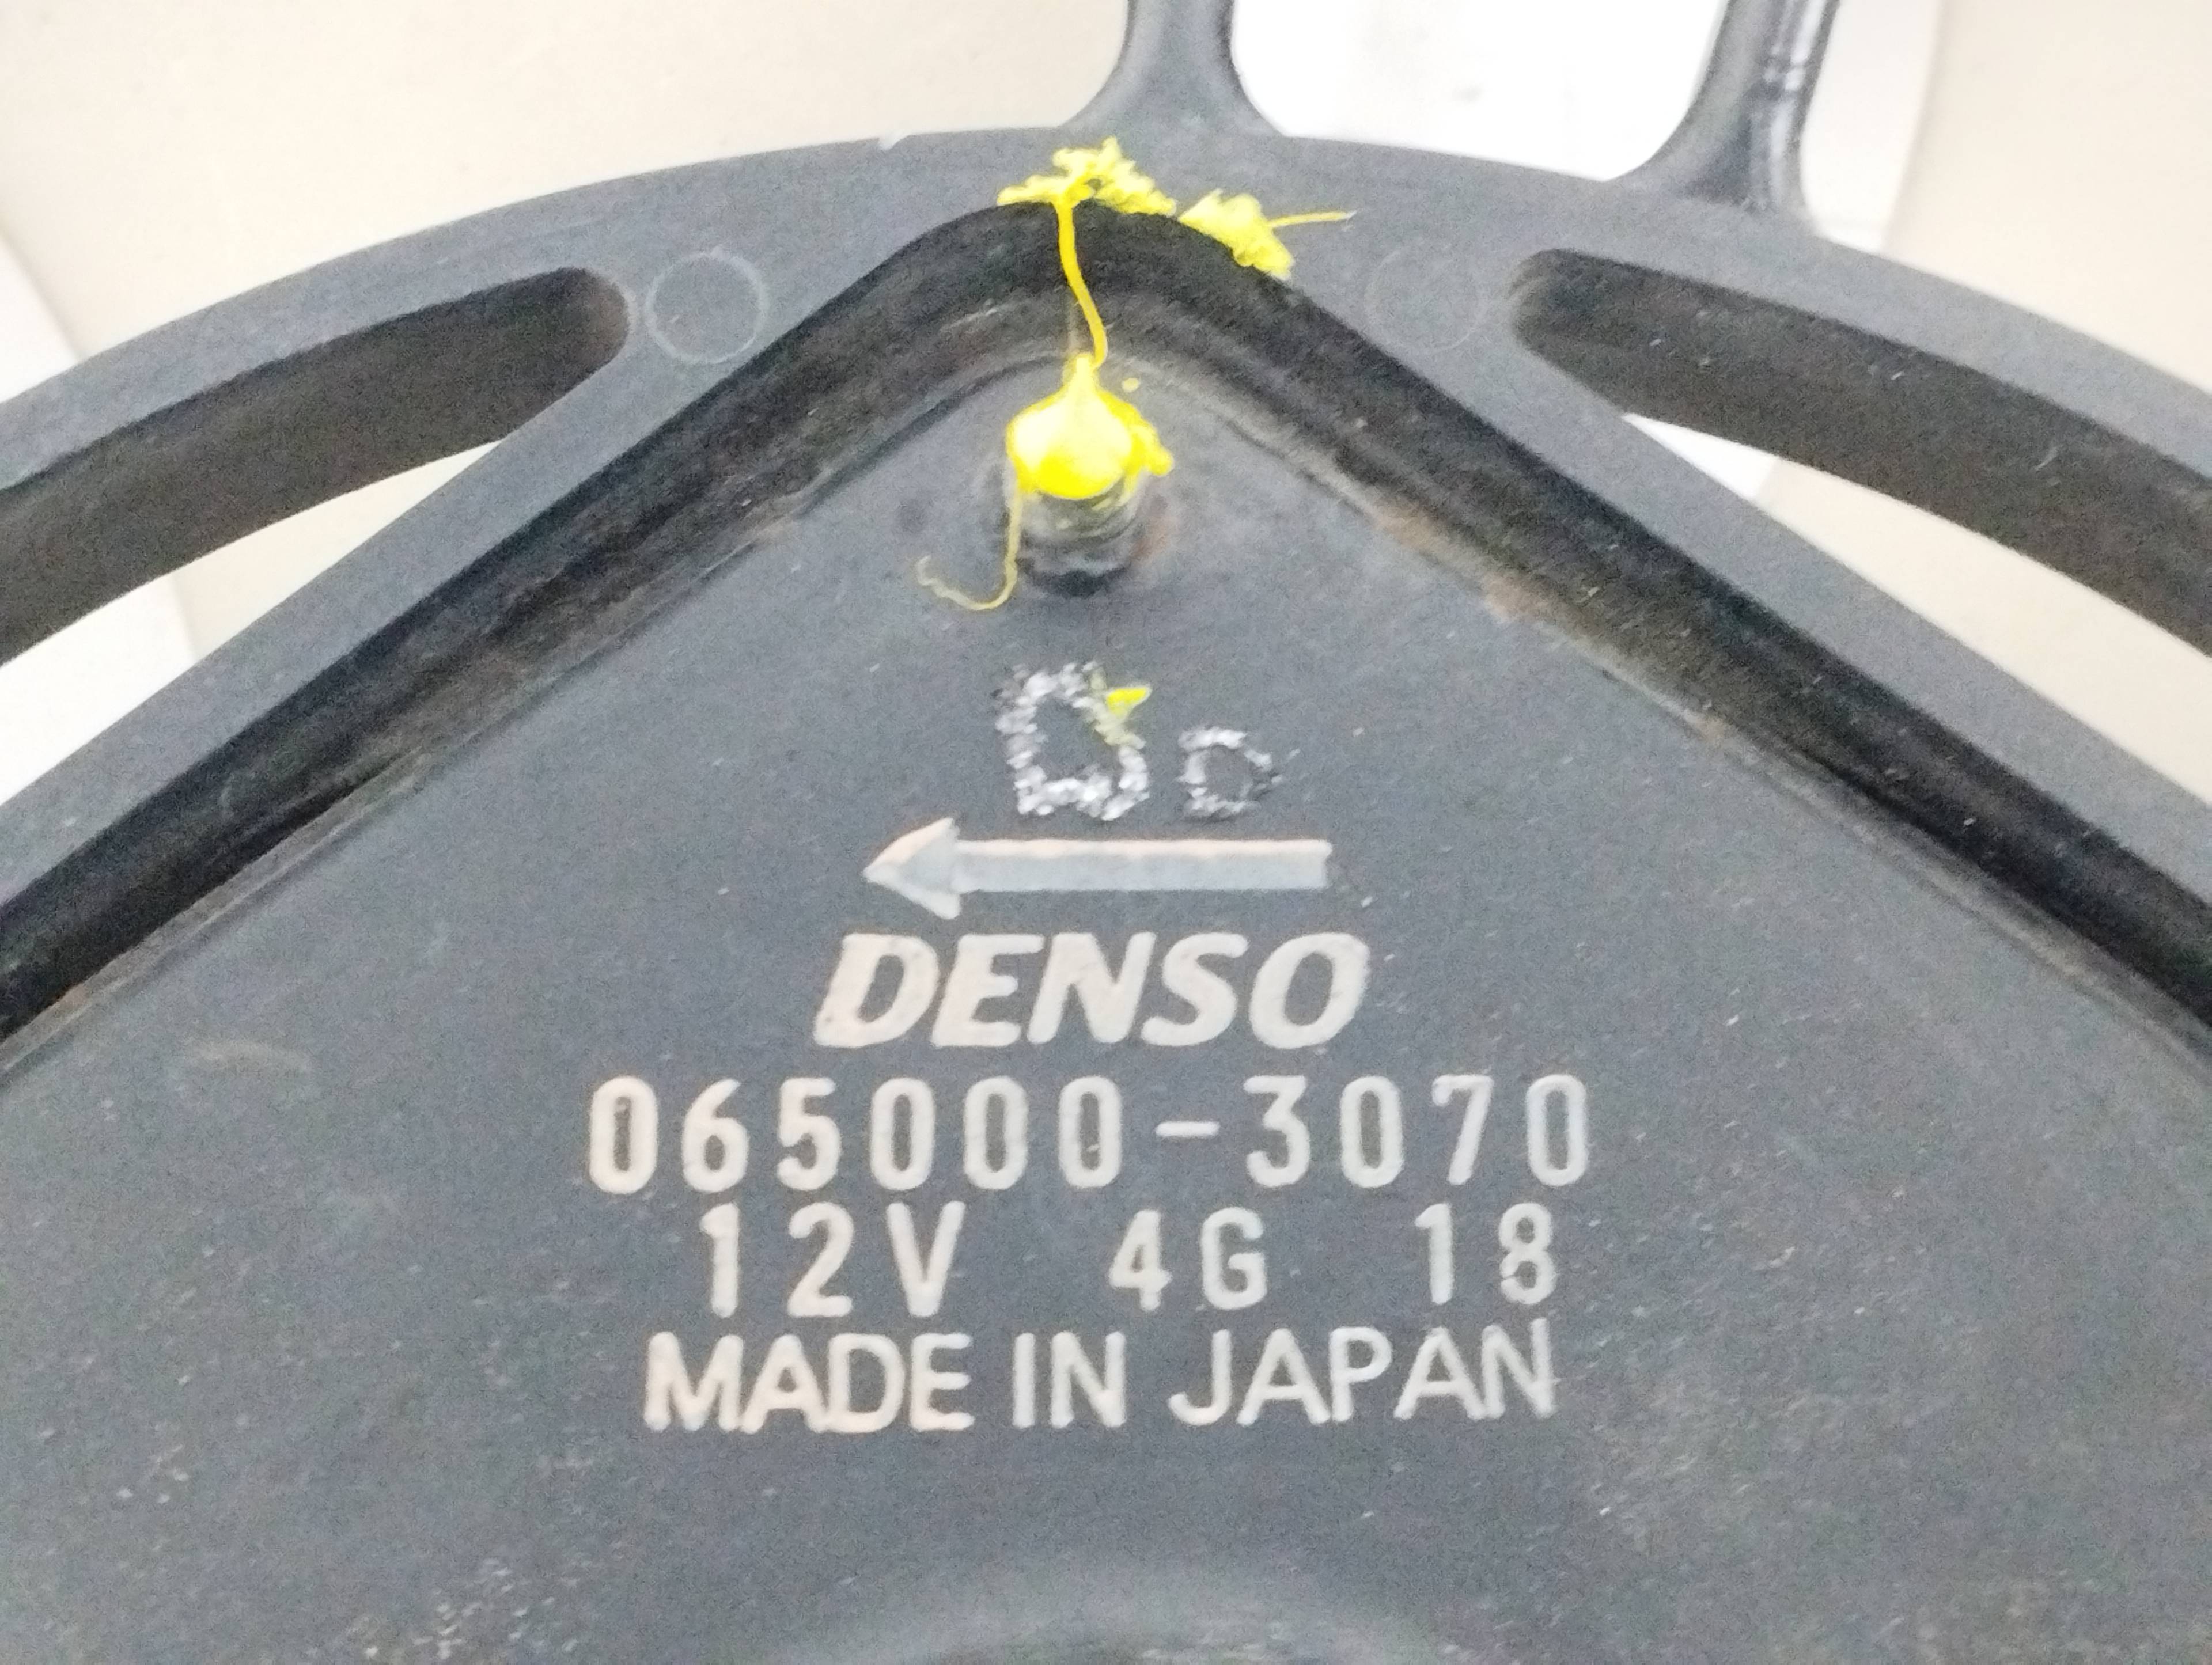 DENSO
065000-3070
12V 4G 18
MADE IN JAPAN